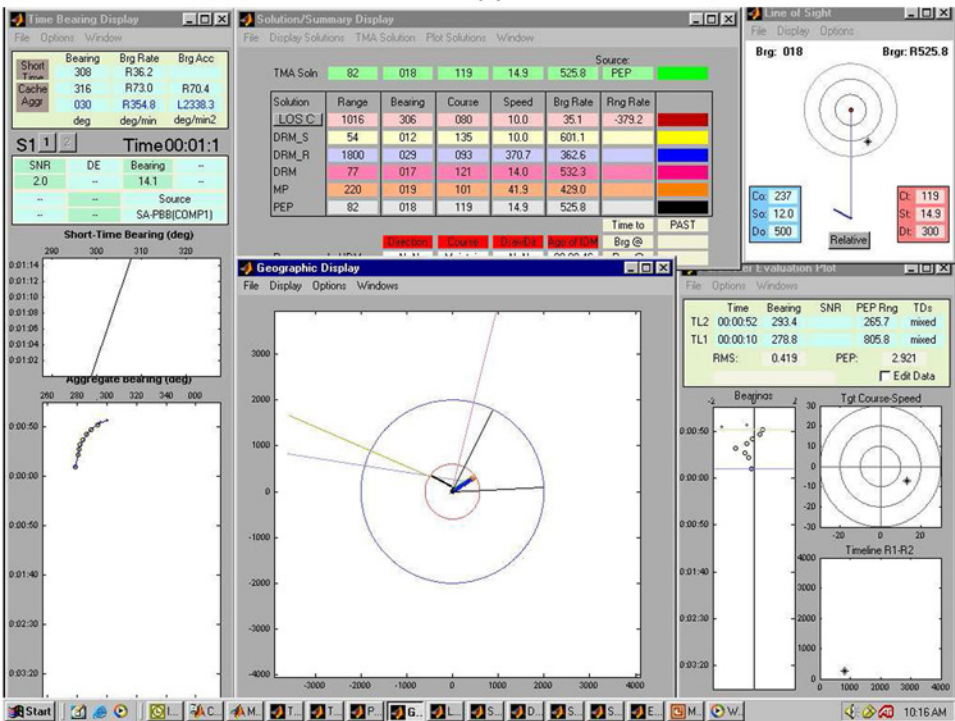 Time Bearing Display
File Options Window
Bearing Brg Rate Brg Acc
Short Time 308 R36.2
Cache 316 R73.0 R70.4
Aggr 030 R354.8 L2338.3
deg deg/min deg/min2
S1 1 2 Time00:01:1
SNR DE Bearing --
2.0 -- 14.1 --
-- -- Source
-- -- SA-PBB(COMP1)
Short-Time Bearing (deg)
290 300 310 320
0:01:14
0:01:12
0:01:10
0:01:08
0:01:06
0:01:04
0:01:02
Aggregate Bearing (deg)
260 280 300 320 340 000
0:00:50
0:00:00
0:00:50
0:01:40
0:02:30
0:03:20
Solution/Summary Display
File Display Solutions TMA Solution Plot Solutions Window
Source:
TMA Soln 82 018 119 14.9 525.8 PEP
Solution Range Bearing Course Speed Brg Rate Rng Rate
LOS C 1016 306 080 10.0 35.1 -379.2
DRM_S 54 012 135 10.0 601.1
DRM_R 1800 029 093 370.7 362.6
DRM 77 017 121 14.0 532.3
MP 220 019 101 41.9 429.0
PEP 82 018 119 14.9 525.8
Time to PAST
Direction Course Draw/Dit Age of IDM Brg @
Line of Sight
File Display Options
Brg: 018 Brgr: R525.8
Co: 237 Ct: 119
So: 12.0 St: 14.9
Do: 500 Dt: 300
Relative
Geographic Display
File Display Options Windows
3000
2000
1000
0
-1000
-2000
-3000
-4000
-3000 -2000 -1000 0 1000 2000 3000 4000
Evaluation Plot
File Options Windows
Time Bearing SNR PEP Rng TDs
TL2 00:00:52 293.4 265.7 mixed
TL1 00:00:10 278.8 805.8 mixed
RMS: 0.419 PEP: 2.921
Edit Data
Bearings
-2 0 2
0:00:50
0:00:00
0:00:50
0:01:40
0:02:30
0:03:20
Tgt Course-Speed
30
20
10
0
-10
-20
-30
-20 0 20
Timeline R1-R2
4000
3000
2000
1000
0
0 1000 2000 3000 4000
Start I... C... M... T... T... P... G... L... S... D... S... S... E... M... W... 10:16 AM